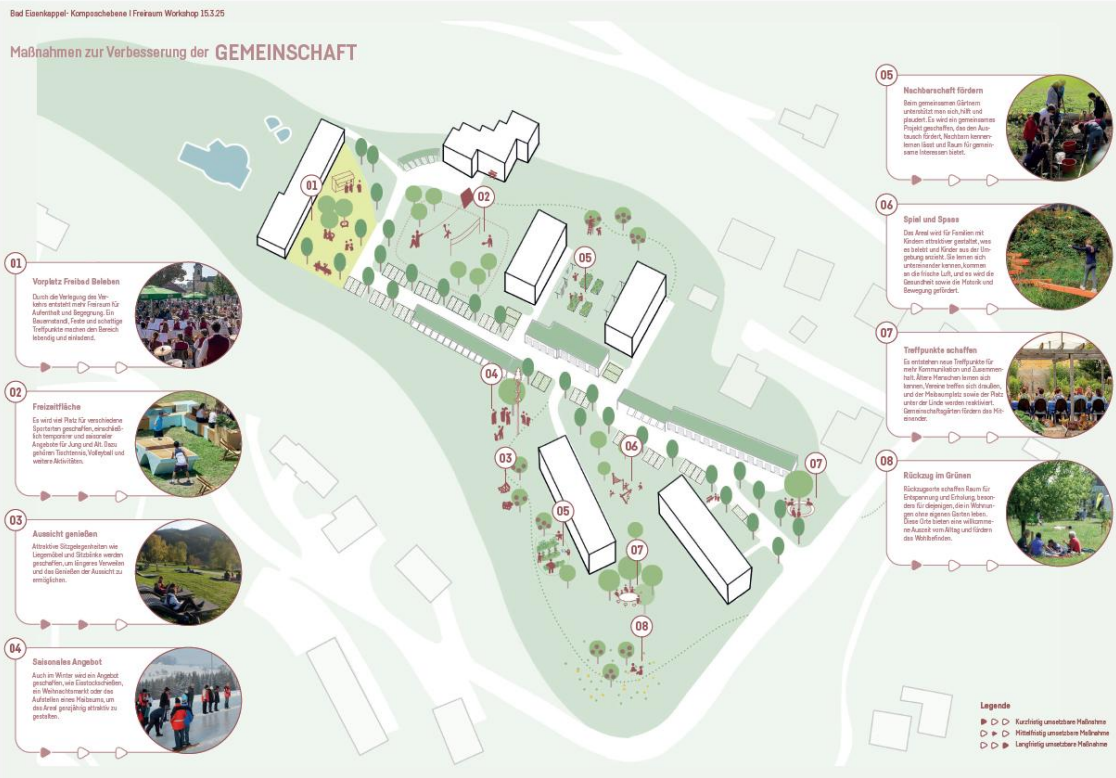 Bad Eisenkappel- Komposchebene I Freiraum Workshop 15.3.25
Maßnahmen zur Verbesserung der GEMEINSCHAFT
01
Vorplatz Freibad Beleben
Durch die Verlegung des Ver-
kehrs entsteht mehr Freiraum für
Aufenthalt und Begegnung. Ein
Bauernstandl, Feste und schattige
Treffpunkte machen den Bereich
lebendig und einladend.
02
Freizeitfläche
Es wird viel Platz für verschiedene
Sportarten geschaffen, einschließ-
lich temporärer und saisonaler
Angebote für Jung und Alt. Dazu
gehören Tischtennis, Volleyball und
weitere Aktivitäten.
03
Aussicht genießen
Attraktive Sitzgelegenheiten wie
Liegemöbel und Sitzbänke werden
geschaffen, um längeres Verweilen
und das Genießen der Aussicht zu
ermöglichen.
04
Saisonales Angebot
Auch im Winter wird ein Angebot
geschaffen, wie Eisstockschießen,
ein Weihnachtsmarkt oder das
Aufstellen eines Maibaums, um
das Areal ganzjährig attraktiv zu
gestalten.
01
02
05
04
03
05
06
07
07
08
05
Nachbarschaft fördern
Beim gemeinsamen Gärtnern
unterstützt man sich, hilft und
plaudert. Es wird ein gemeinsames
Projekt geschaffen, das den Aus-
tausch fördert, Nachbarn kennen-
lernen lässt und Raum für gemein-
same Interessen bietet.
06
Spiel und Spass
Das Areal wird für Familien mit
Kindern attraktiver gestaltet, was
es belebt und Kinder aus der Um-
gebung anzieht. Sie lernen sich
untereinander kennen, kommen
an die frische Luft, und es wird die
Gesundheit sowie die Motorik und
Bewegung gefördert.
07
Treffpunkte schaffen
Es entstehen neue Treffpunkte für
mehr Kommunikation und Zusammen-
halt. Ältere Menschen lernen sich
kennen, Vereine treffen sich draußen,
und der Maibaumplatz sowie der Platz
unter der Linde werden reaktiviert.
Gemeinschaftsgärten fördern das Mit-
einander.
08
Rückzug im Grünen
Rückzugsorte schaffen Raum für
Entspannung und Erholung, beson-
ders für diejenigen, die in Wohnun-
gen ohne eigenen Garten leben.
Diese Orte bieten eine willkomme-
ne Auszeit vom Alltag und fördern
das Wohlbefinden.
Legende
Kurzfristig umsetzbare Maßnahme
Mittelfristig umsetzbare Maßnahme
Langfristig umsetzbare Maßnahme